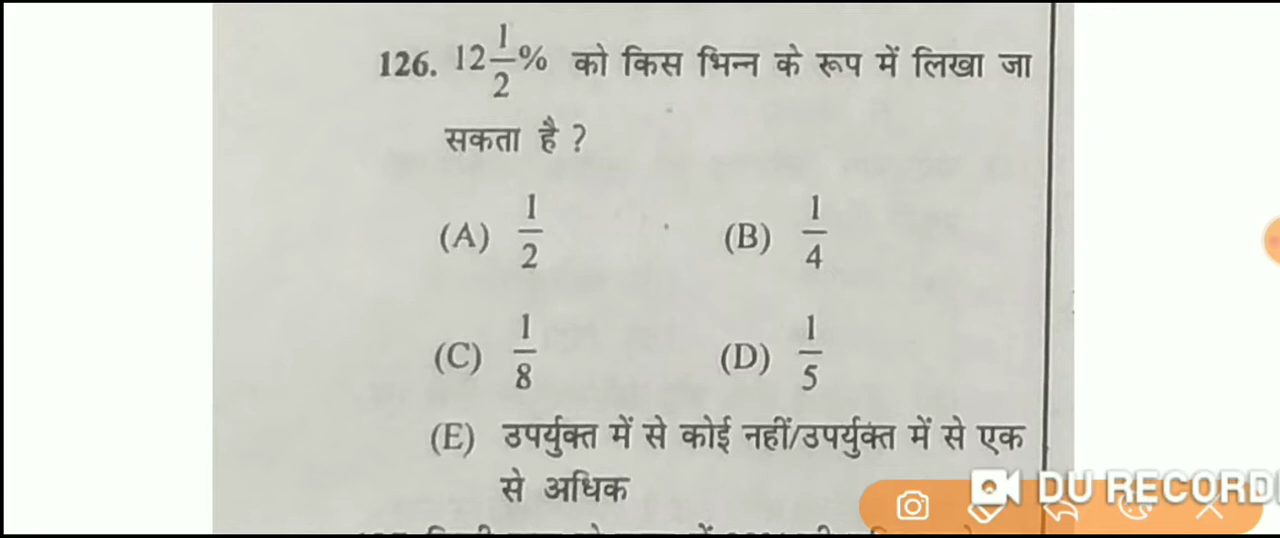 126. 12 1/2 % को किस भिन्न के रूप में लिखा जा
सकता है ?
(A) 1/2 (B) 1/4
(C) 1/8 (D) 1/5
(E) उपर्युक्त में से कोई नहीं/उपर्युक्त में से एक
से अधिक
DU RECORD